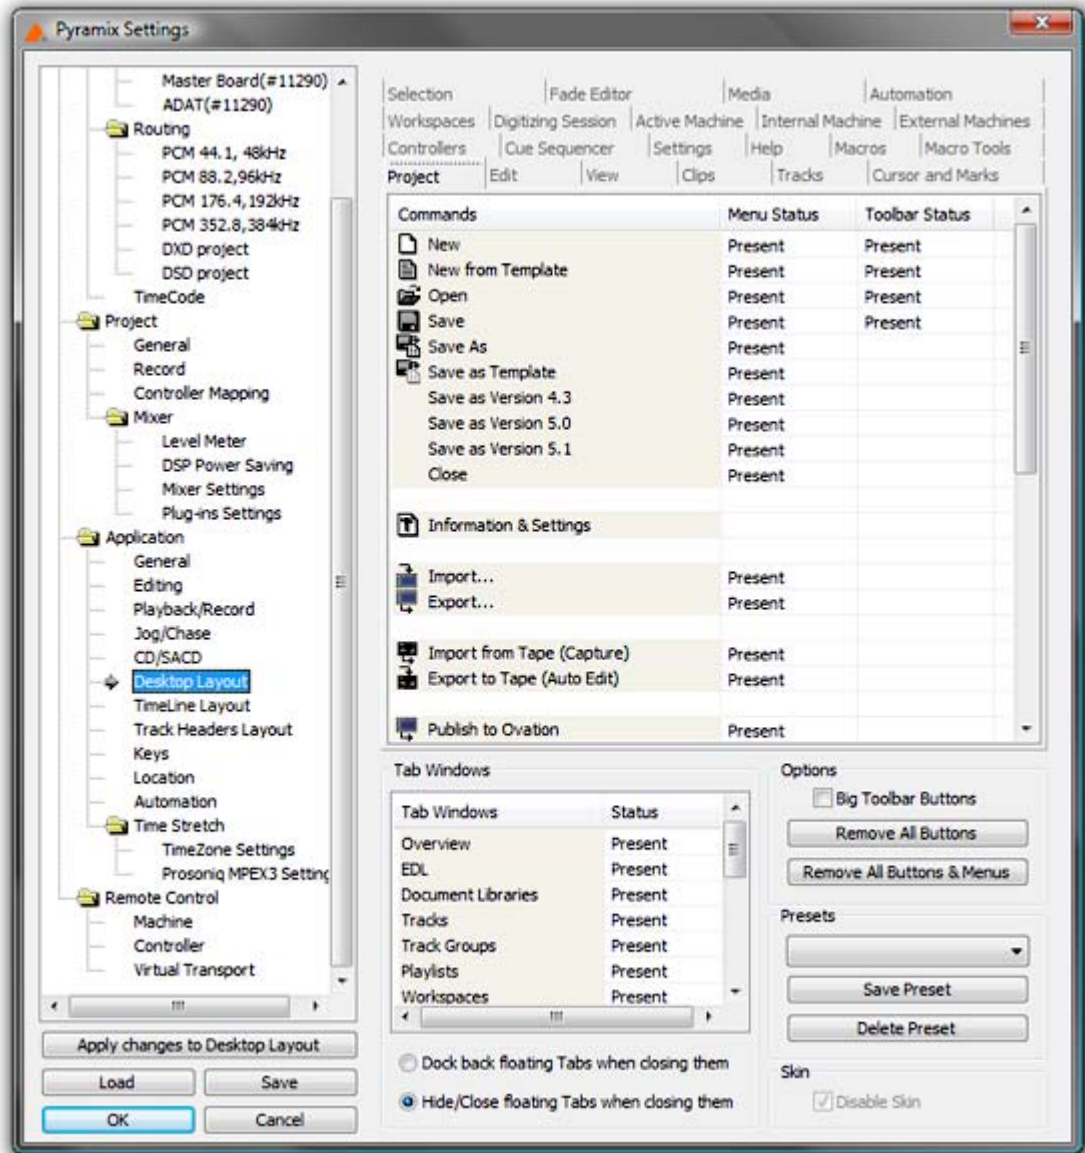 Pyramix Settings
Master Board(#11290)
ADAT(#11290)
Routing
PCM 44.1, 48kHz
PCM 88.2,96kHz
PCM 176.4,192kHz
PCM 352.8,384kHz
DXD project
DSD project
TimeCode
Project
General
Record
Controller Mapping
Mixer
Level Meter
DSP Power Saving
Mixer Settings
Plug-ins Settings
Application
General
Editing
Playback/Record
Jog/Chase
CD/SACD
Desktop Layout
TimeLine Layout
Track Headers Layout
Keys
Location
Automation
Time Stretch
TimeZone Settings
Prosoniq MPEX3 Setting
Remote Control
Machine
Controller
Virtual Transport
Apply changes to Desktop Layout
Load Save
OK Cancel
Selection Fade Editor Media Automation
Workspaces Digitizing Session Active Machine Internal Machine External Machines
Controllers Cue Sequencer Settings Help Macros Macro Tools
Project Edit View Clips Tracks Cursor and Marks
Commands Menu Status Toolbar Status
New Present Present
New from Template Present Present
Open Present Present
Save Present Present
Save As Present
Save as Template Present
Save as Version 4.3 Present
Save as Version 5.0 Present
Save as Version 5.1 Present
Close Present
Information & Settings
Import... Present
Export... Present
Import from Tape (Capture) Present
Export to Tape (Auto Edit) Present
Publish to Ovation Present
Tab Windows
Tab Windows Status
Overview Present
EDL Present
Document Libraries Present
Tracks Present
Track Groups Present
Playlists Present
Workspaces Present
Dock back floating Tabs when closing them
Hide/Close floating Tabs when closing them
Options
Big Toolbar Buttons
Remove All Buttons
Remove All Buttons & Menus
Presets
Save Preset
Delete Preset
Skin
Disable Skin